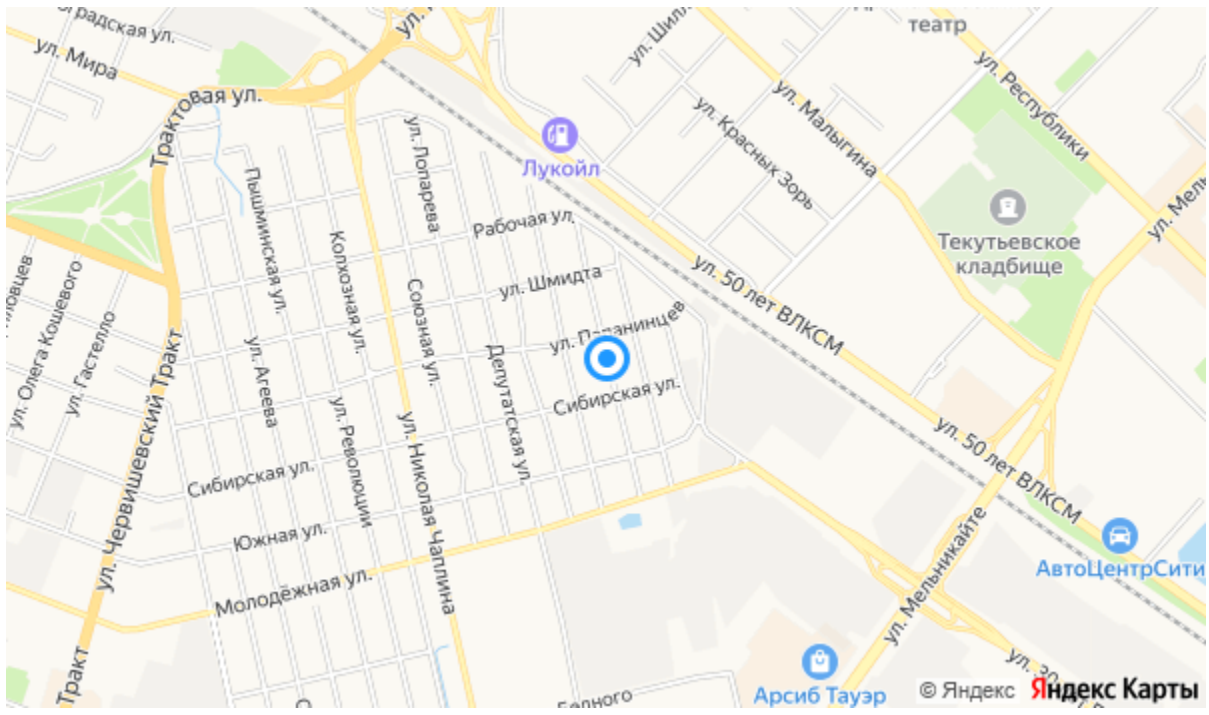 ул. Мира
Трактовая ул.
ул. Лопарева
Пышминская ул.
Колхозная ул.
Рабочая ул.
ул. Шмидта
Союзная ул.
Лукойл
ул. Красных Зорь
ул. Малыгина
театр
ул. Республики
Текутьевское
кладбище
ул. 50 лет ВЛКСМ
ул. Олега Кошевого
ул. Гастелло
ул. Червишевский Тракт
ул. Агеева
ул. Революции
ул. Николая Чаплина
Депутатская ул.
Сибирская ул.
Сибирская ул.
Южная ул.
Молодёжная ул.
ул. 50 лет ВЛКСМ
ул. Мельникайте
АвтоЦентрСити
Арсиб Тауэр
Тракт
© Яндекс Яндекс Карты